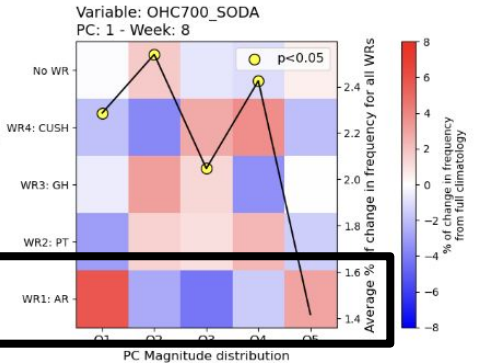 Variable: OHC700_SODA
PC: 1 - Week: 8
p<0.05
No WR
WR4: CUSH
WR3: GH
WR2: PT
WR1: AR
2.4
2.2
2.0
1.8
1.6
1.4
Average % of change in frequency for all WRs
8
6
4
2
0
−2
−4
−6
−8
% of change in frequency
from full climatology
Q1 Q2 Q3 Q4 Q5
PC Magnitude distribution